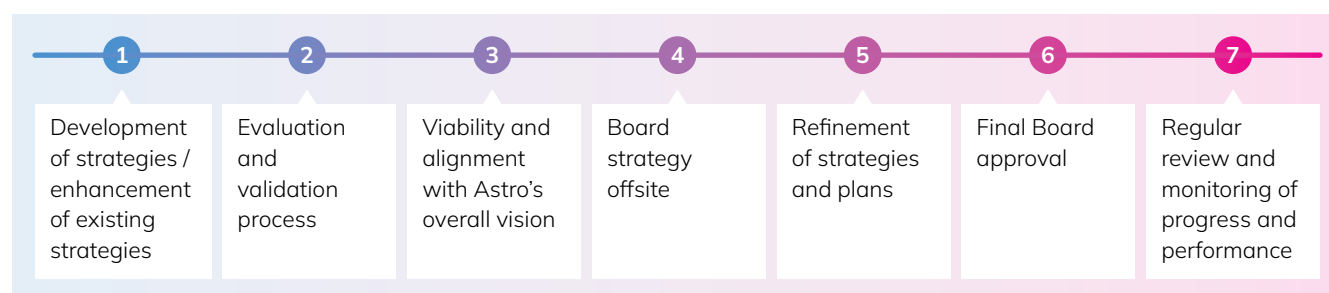 1
Development
of strategies /
enhancement
of existing
strategies
2
Evaluation
and
validation
process
3
Viability and
alignment
with Astro’s
overall vision
4
Board
strategy
offsite
5
Refinement
of strategies
and plans
6
Final Board
approval
7
Regular
review and
monitoring of
progress and
performance